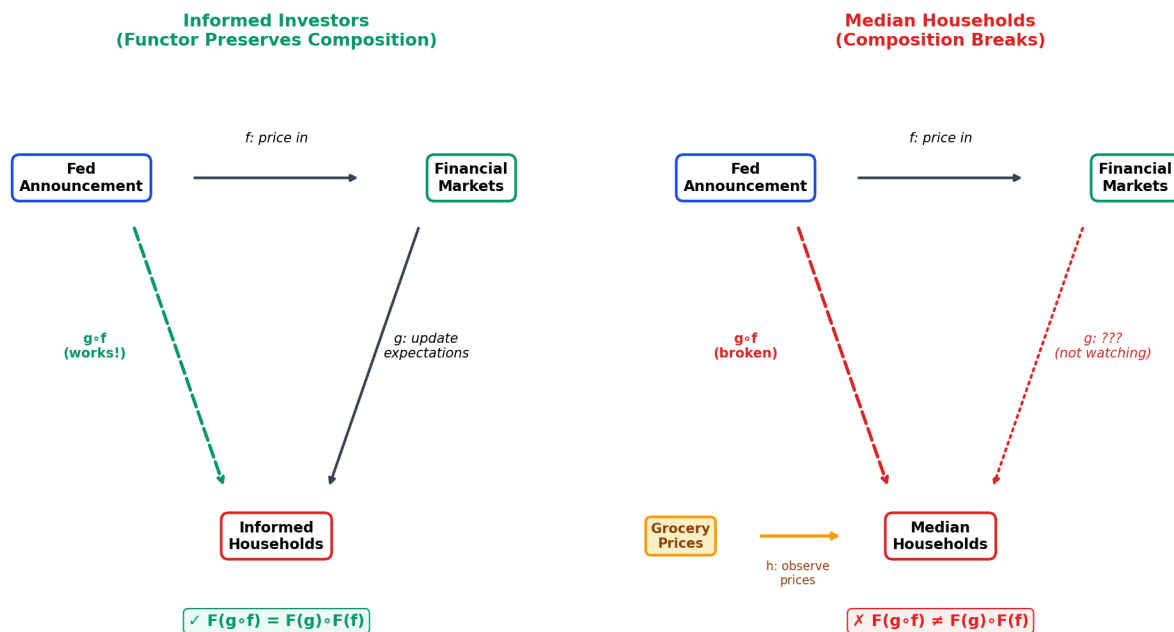 Informed Investors
(Functor Preserves Composition)
f: price in
Fed
Announcement
Financial
Markets
g∘f
(works!)
g: update
expectations
Informed
Households
✓ F(g∘f) = F(g)∘F(f)
Median Households
(Composition Breaks)
f: price in
Fed
Announcement
Financial
Markets
g∘f
(broken)
g: ???
(not watching)
Grocery
Prices
h: observe
prices
Median
Households
✗ F(g∘f) ≠ F(g)∘F(f)